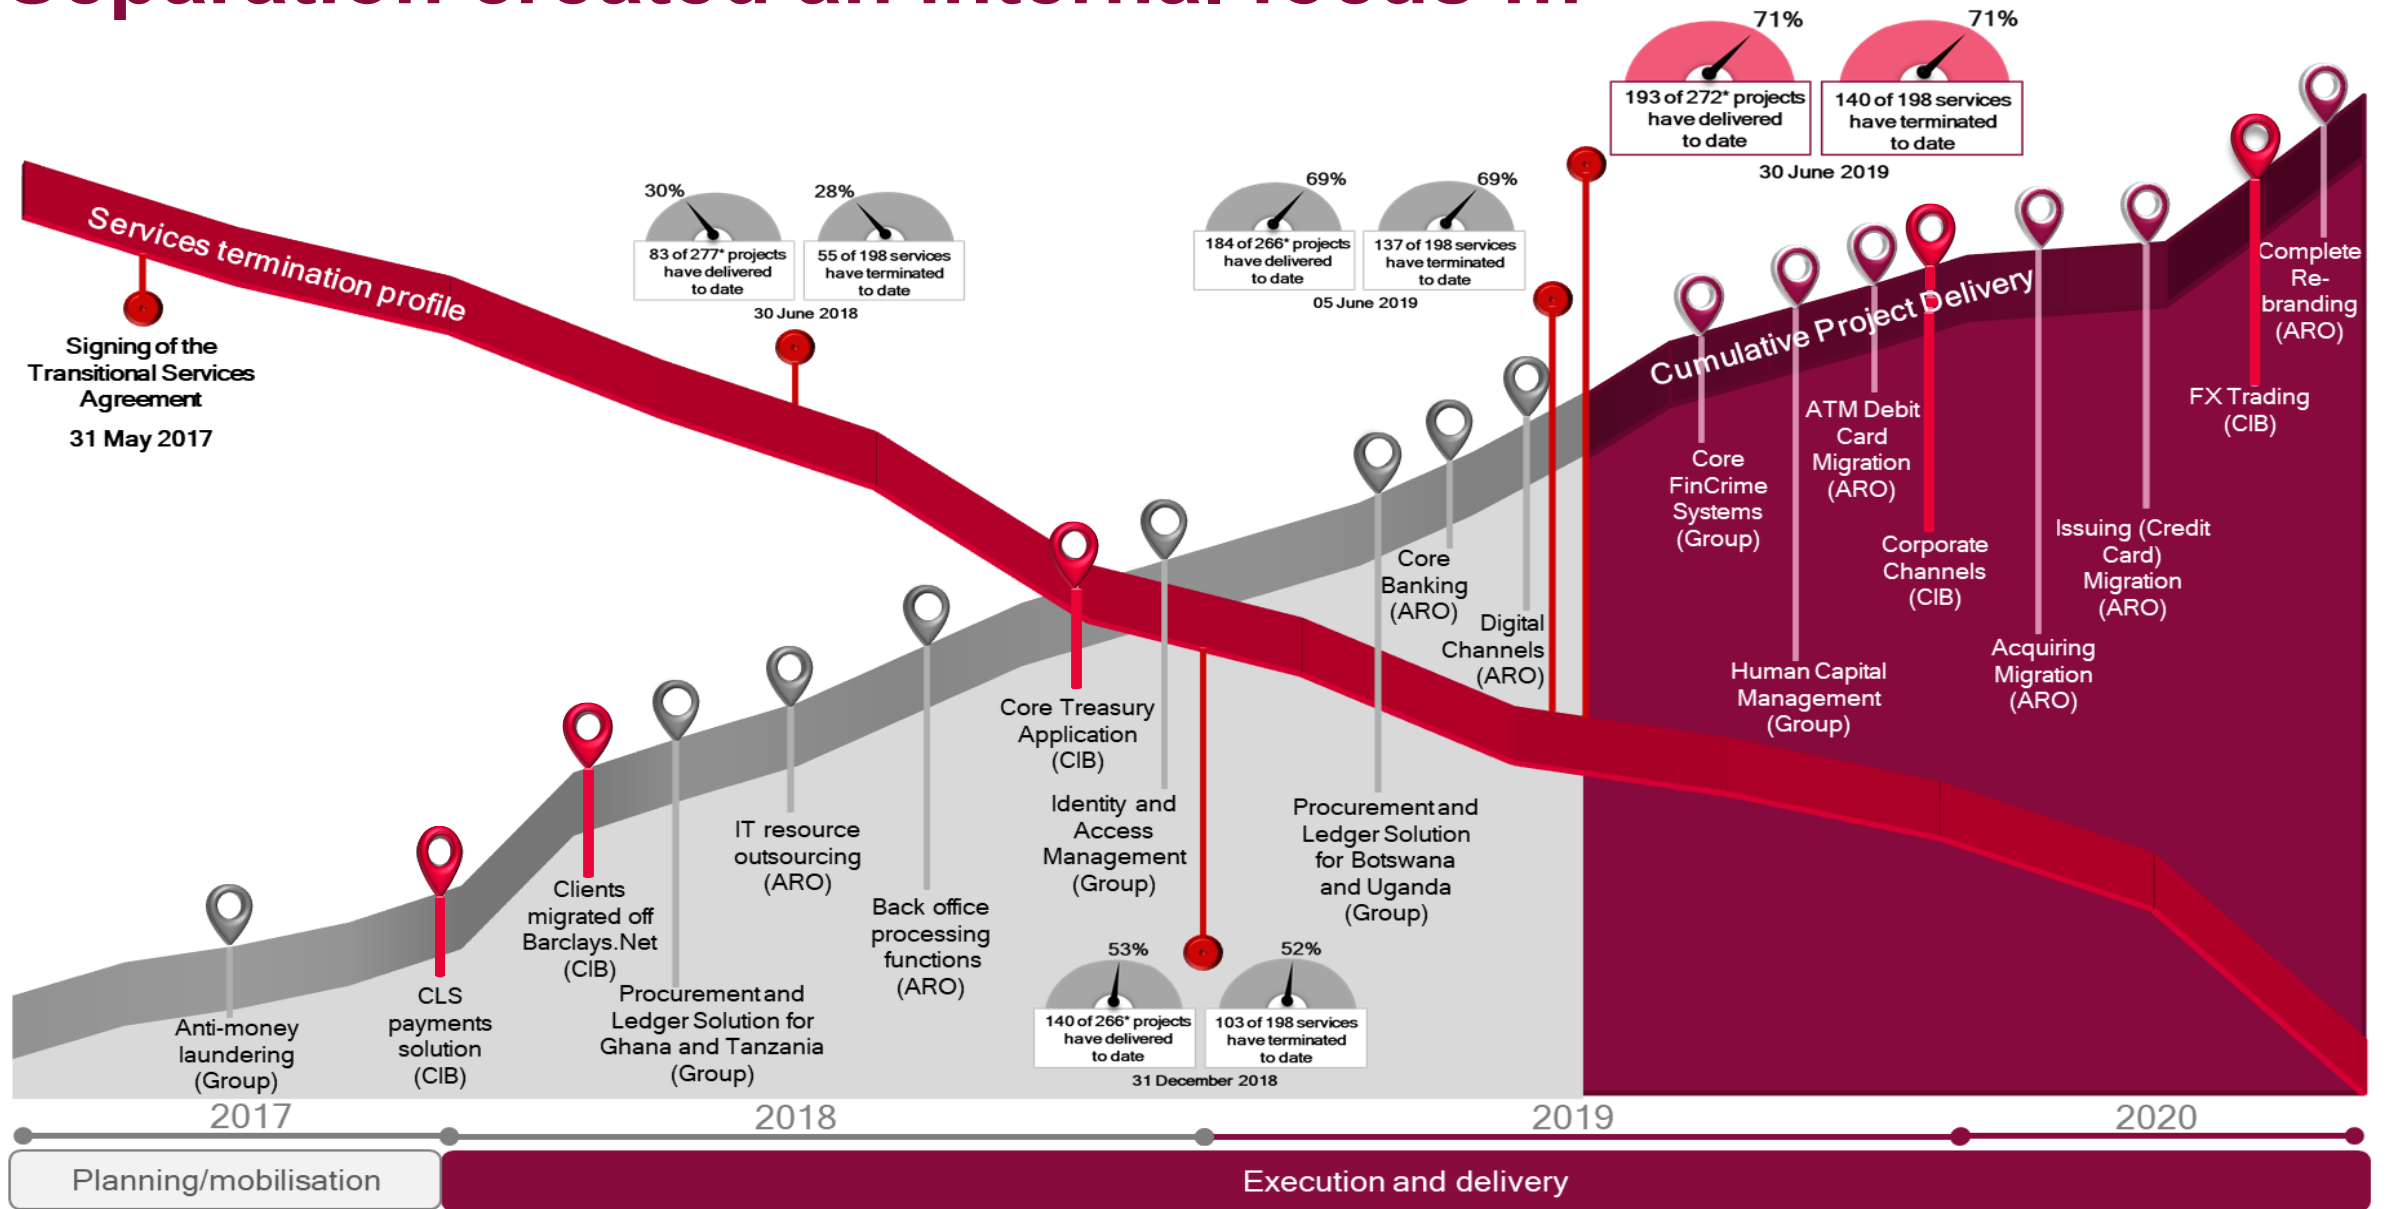 Separation created an internal focus in
71%
193 of 272* projects
have delivered
to date
71%
140 of 198 services
have terminated
to date
30 June 2019
30%
83 of 277* projects
have delivered
to date
28%
55 of 198 services
have terminated
to date
30 June 2018
69%
184 of 266* projects
have delivered
to date
69%
137 of 198 services
have terminated
to date
05 June 2019
Services termination profile
Signing of the
Transitional Services
Agreement
31 May 2017
Cumulative Project Delivery
Anti-money
laundering
(Group)
CLS
payments
solution
(CIB)
Clients
migrated off
Barclays.Net
(CIB)
Procurement and
Ledger Solution for
Ghana and Tanzania
(Group)
IT resource
outsourcing
(ARO)
Back office
processing
functions
(ARO)
Core Treasury
Application
(CIB)
Identity and
Access
Management
(Group)
53%
140 of 266* projects
have delivered
to date
52%
103 of 198 services
have terminated
to date
31 December 2018
Procurement and
Ledger Solution
for Botswana
and Uganda
(Group)
Core
Banking
(ARO)
Digital
Channels
(ARO)
Core
FinCrime
Systems
(Group)
Human Capital
Management
(Group)
ATM Debit
Card
Migration
(ARO)
Corporate
Channels
(CIB)
Acquiring
Migration
(ARO)
Issuing (Credit
Card)
Migration
(ARO)
FX Trading
(CIB)
Complete
Re-
branding
(ARO)
2017
2018
2019
2020
Planning/mobilisation
Execution and delivery